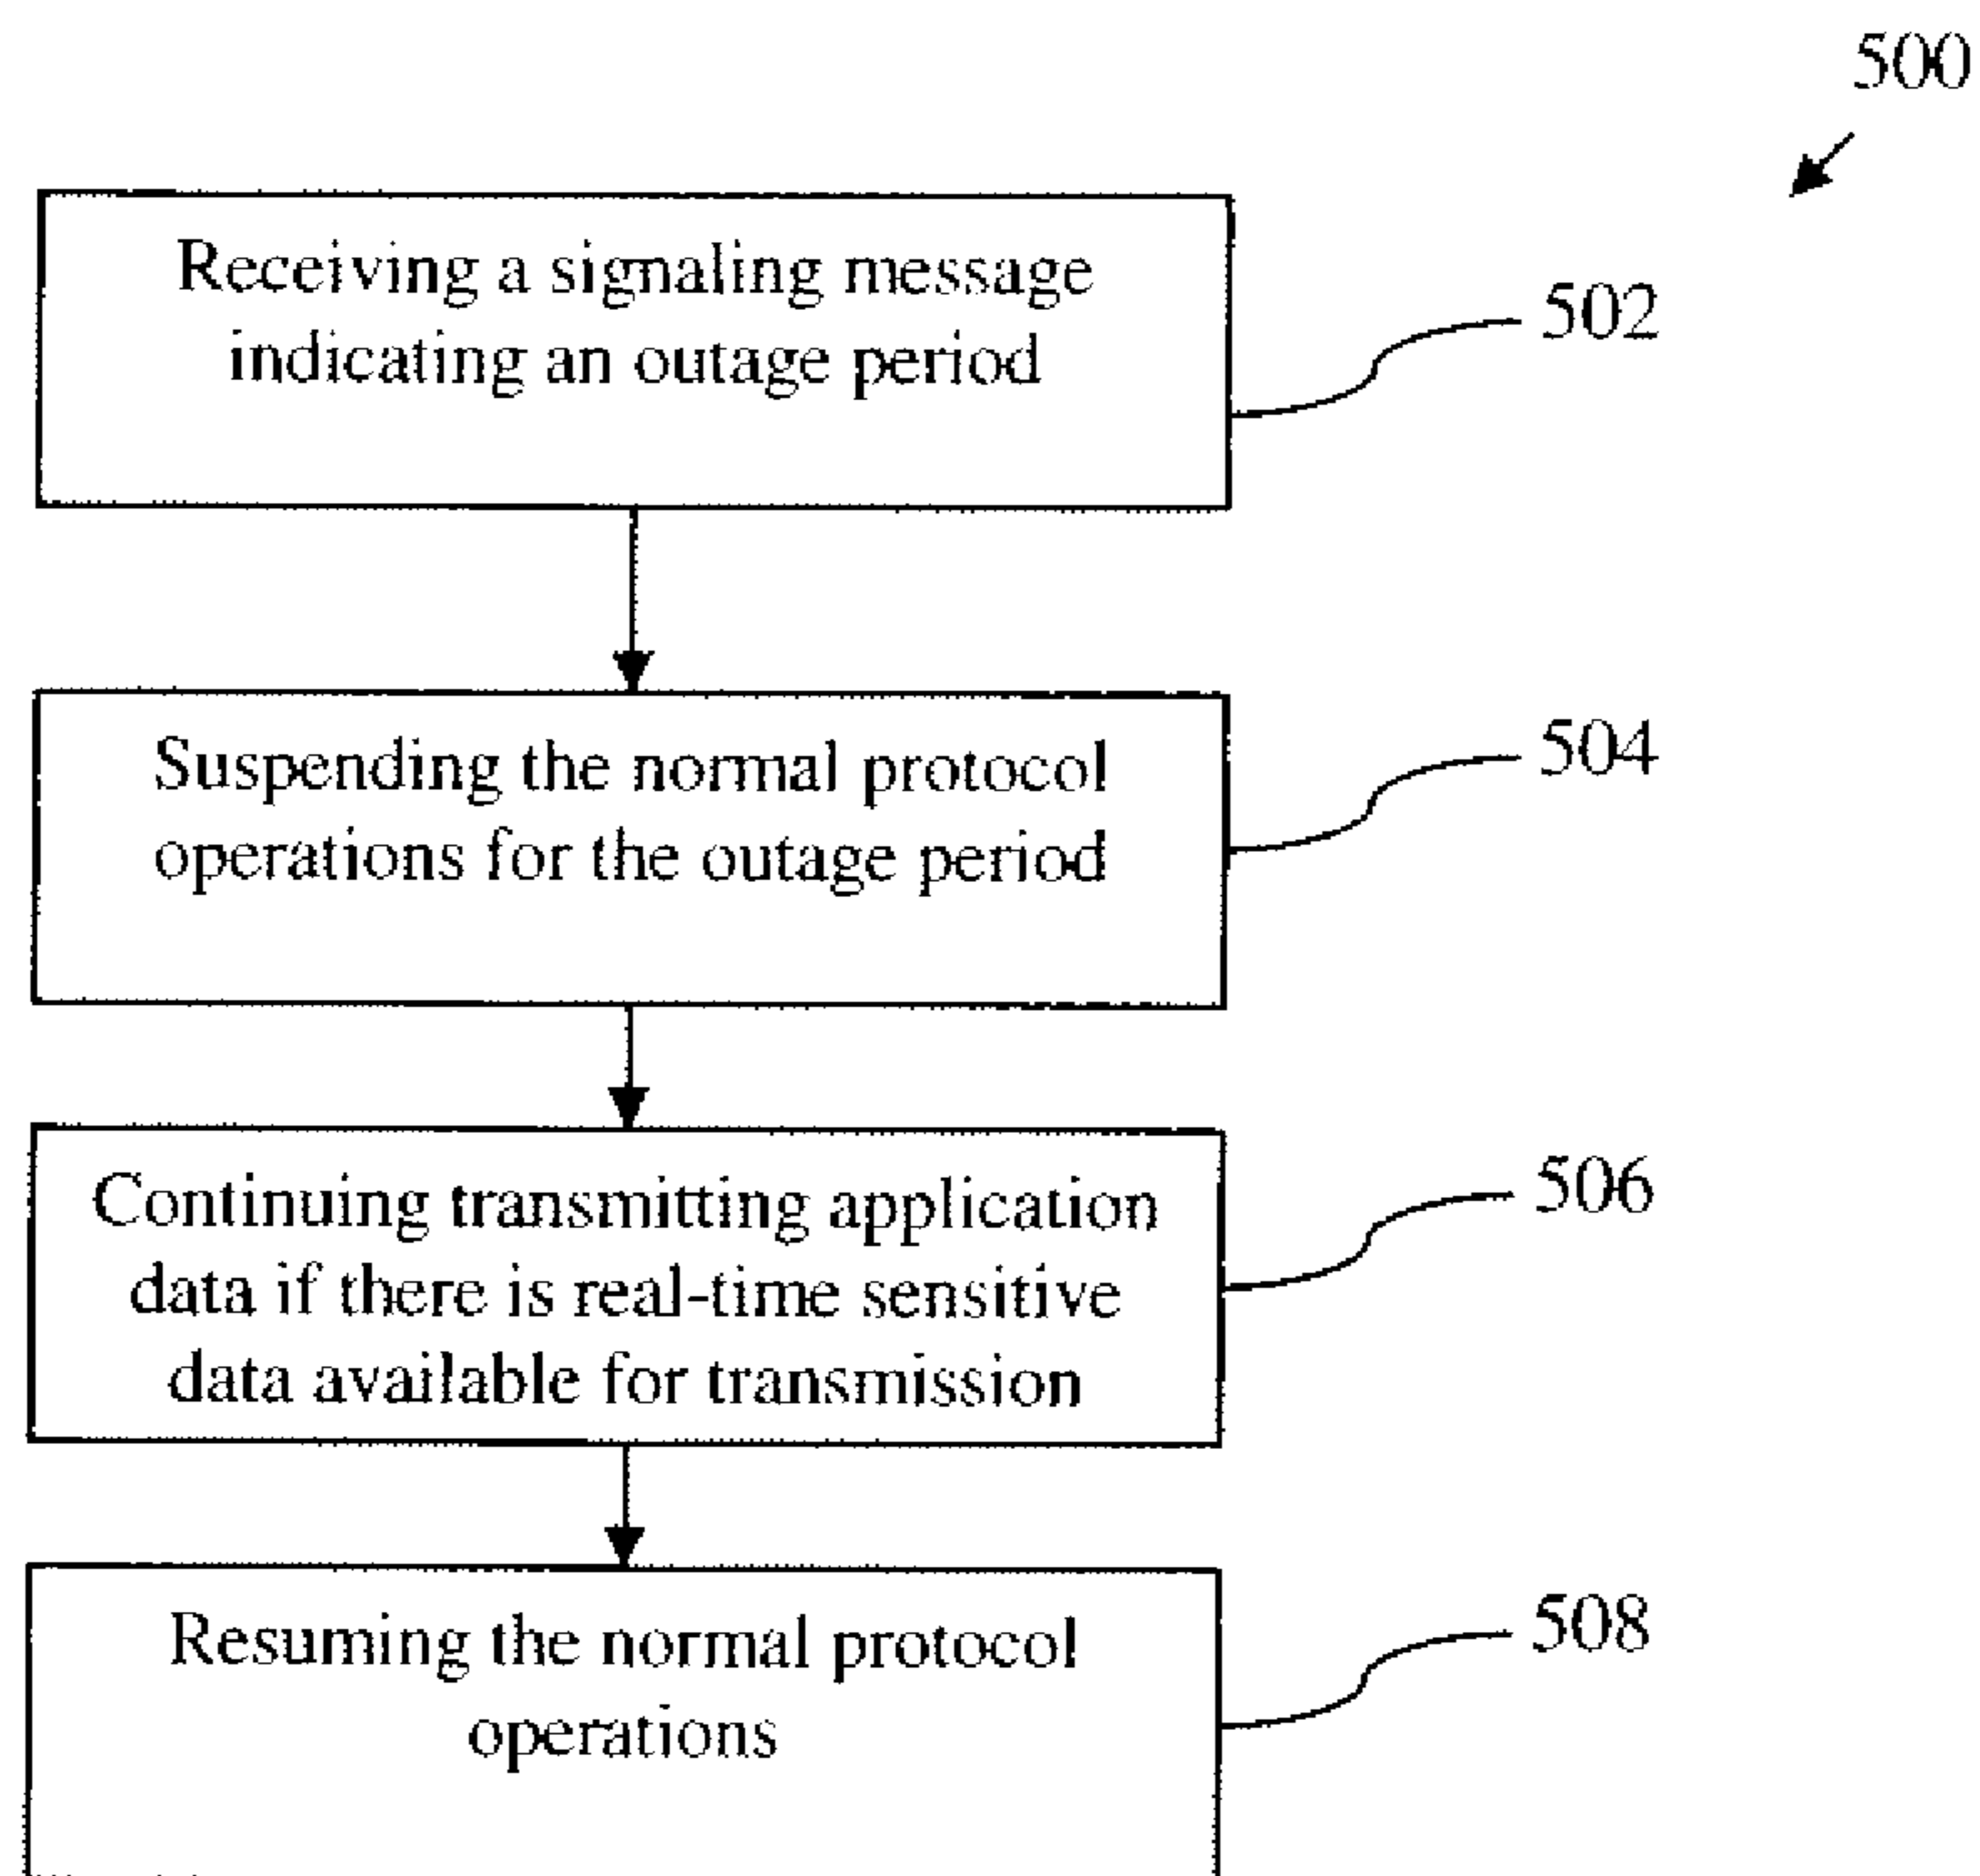 500
Receiving a signaling message
indicating an outage period
502
Suspending the normal protocol
operations for the outage period
504
Continuing transmitting application
data if there is real-time sensitive
data available for transmission
506
Resuming the normal protocol
operations
508